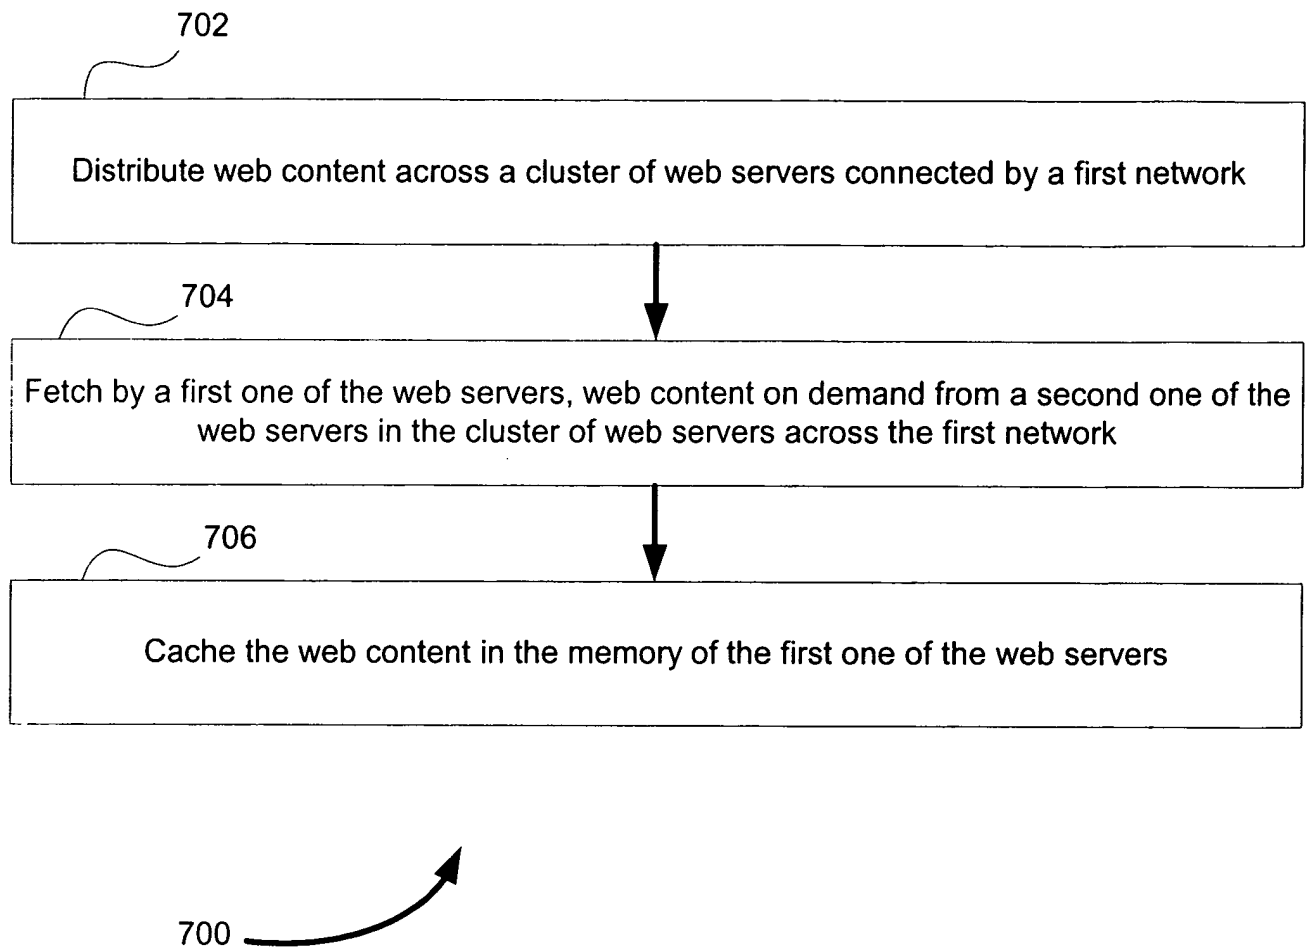 702
Distribute web content across a cluster of web servers connected by a first network
704
Fetch by a first one of the web servers, web content on demand from a second one of the
web servers in the cluster of web servers across the first network
706
Cache the web content in the memory of the first one of the web servers
700